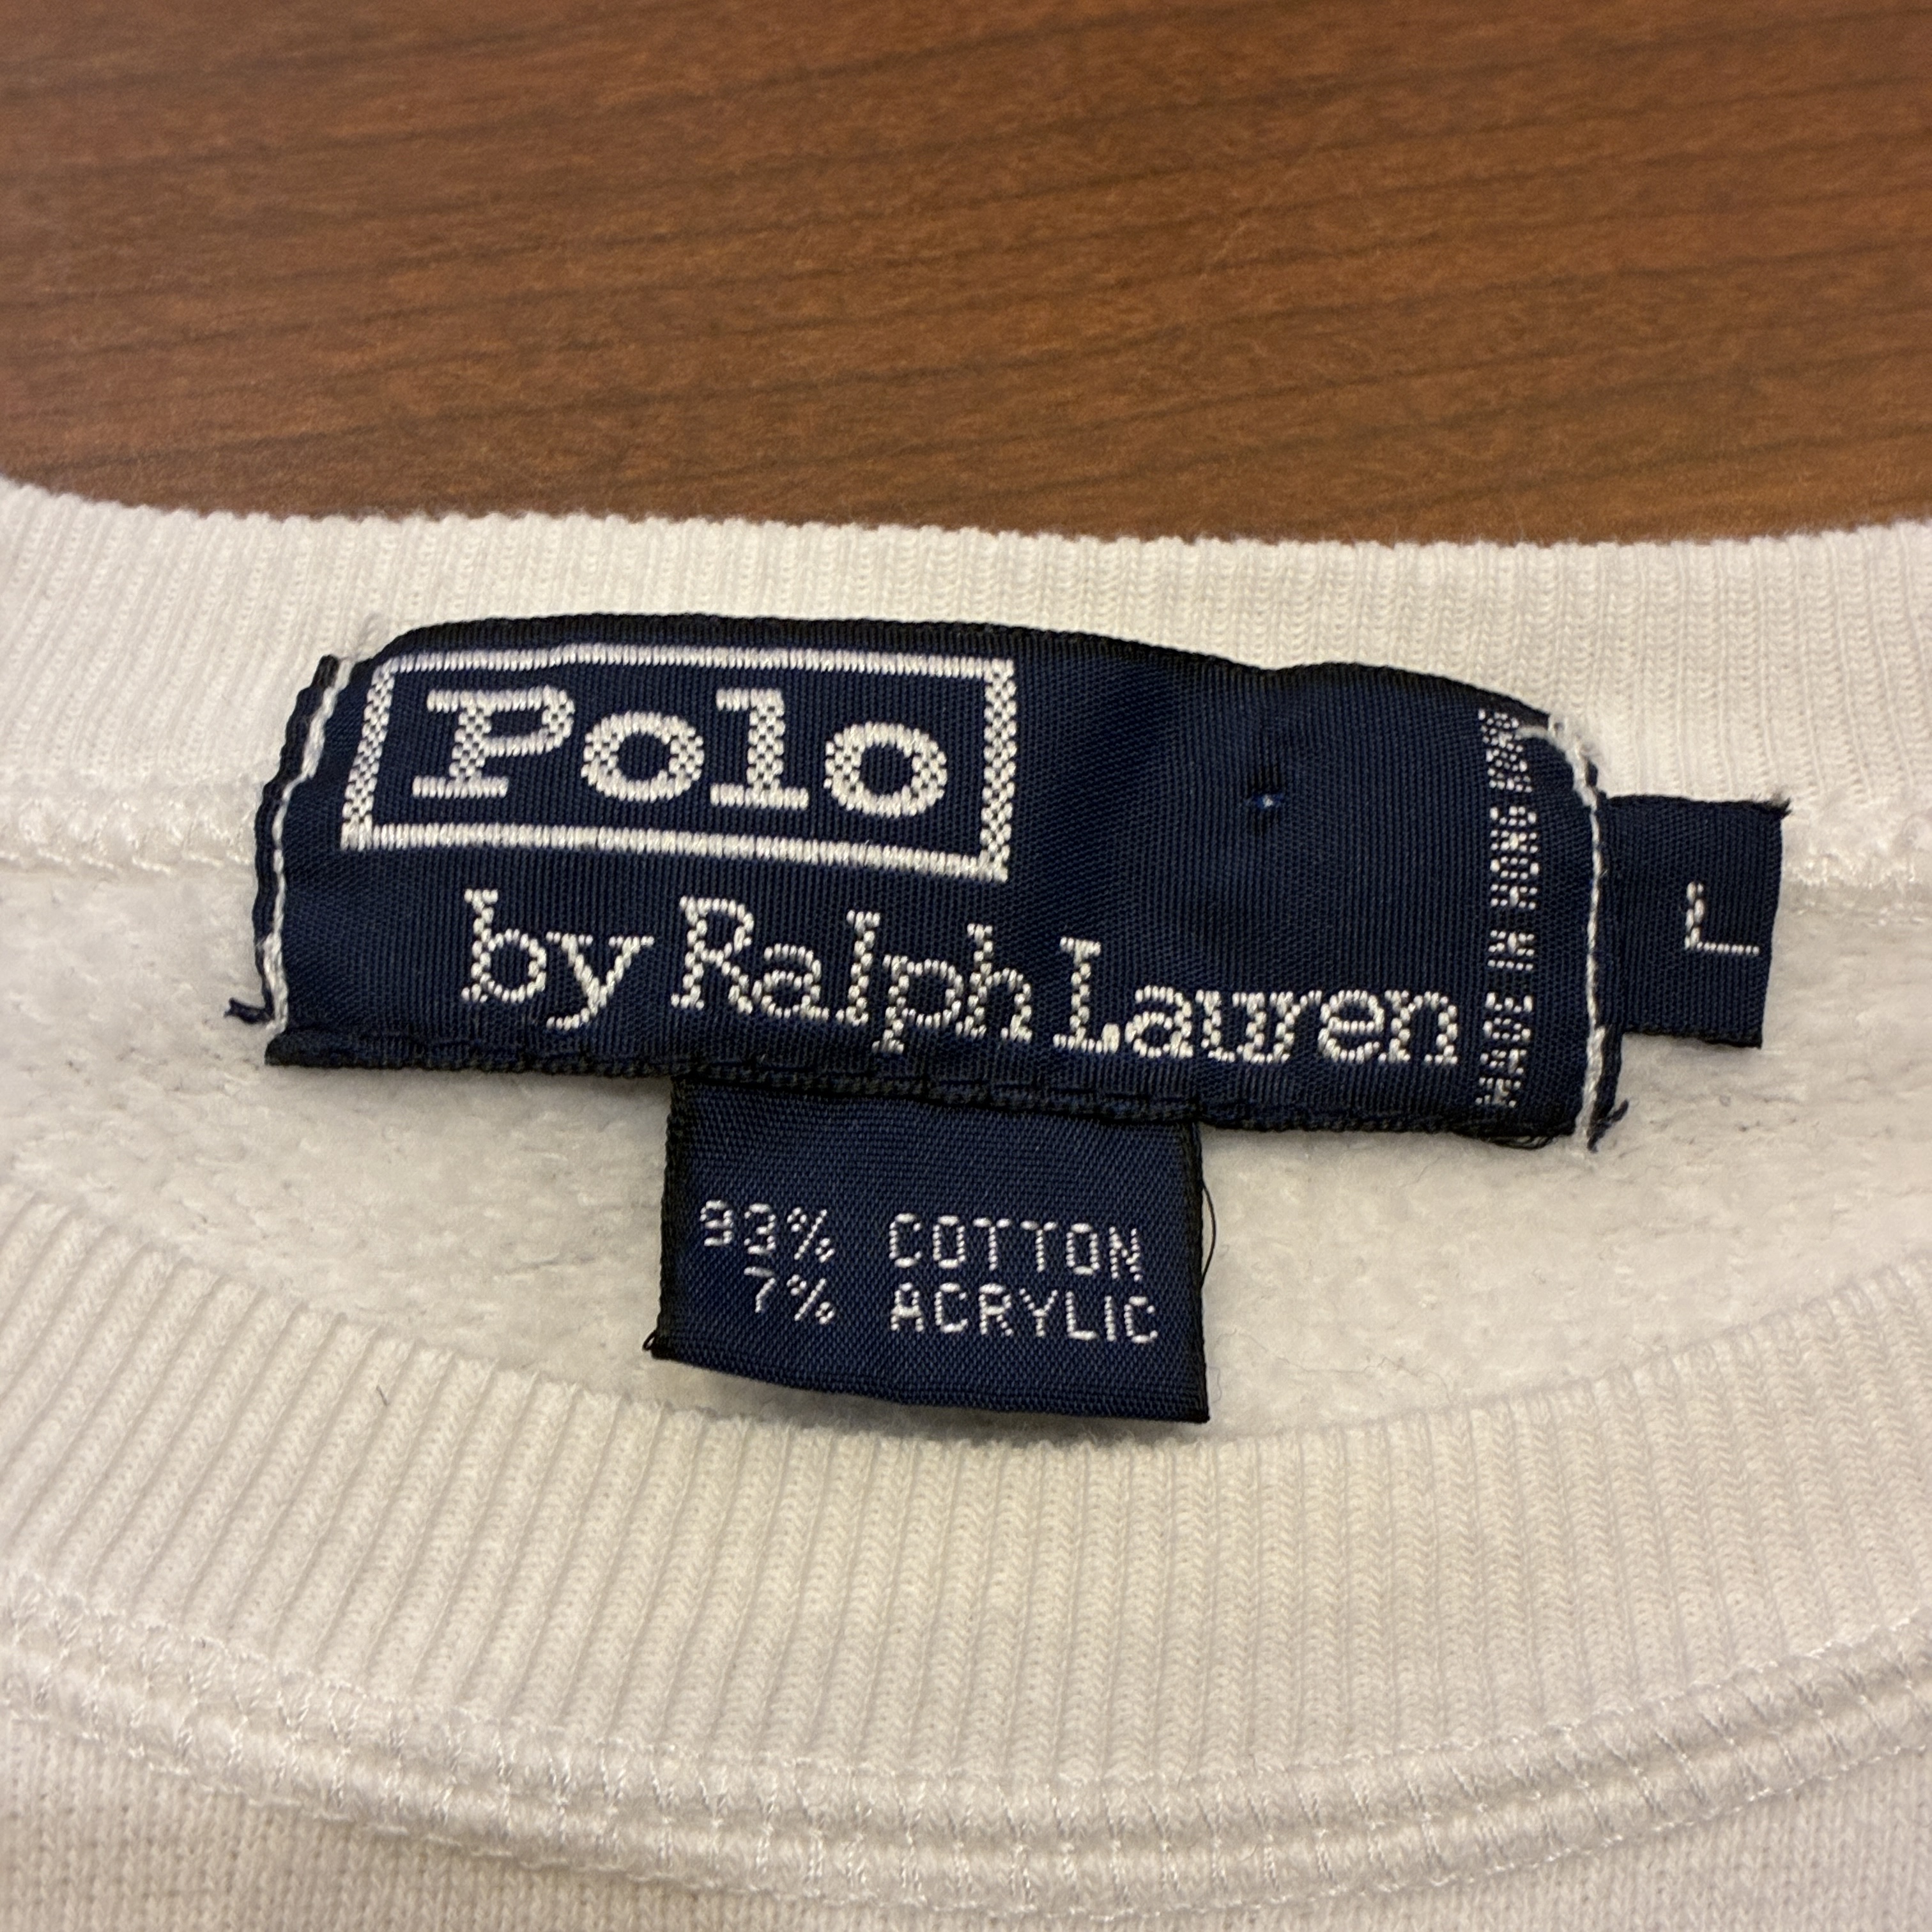 Polo
by Ralph Lauren
MADE IN HONG KONG
L
93% COTTON
7% ACRYLIC